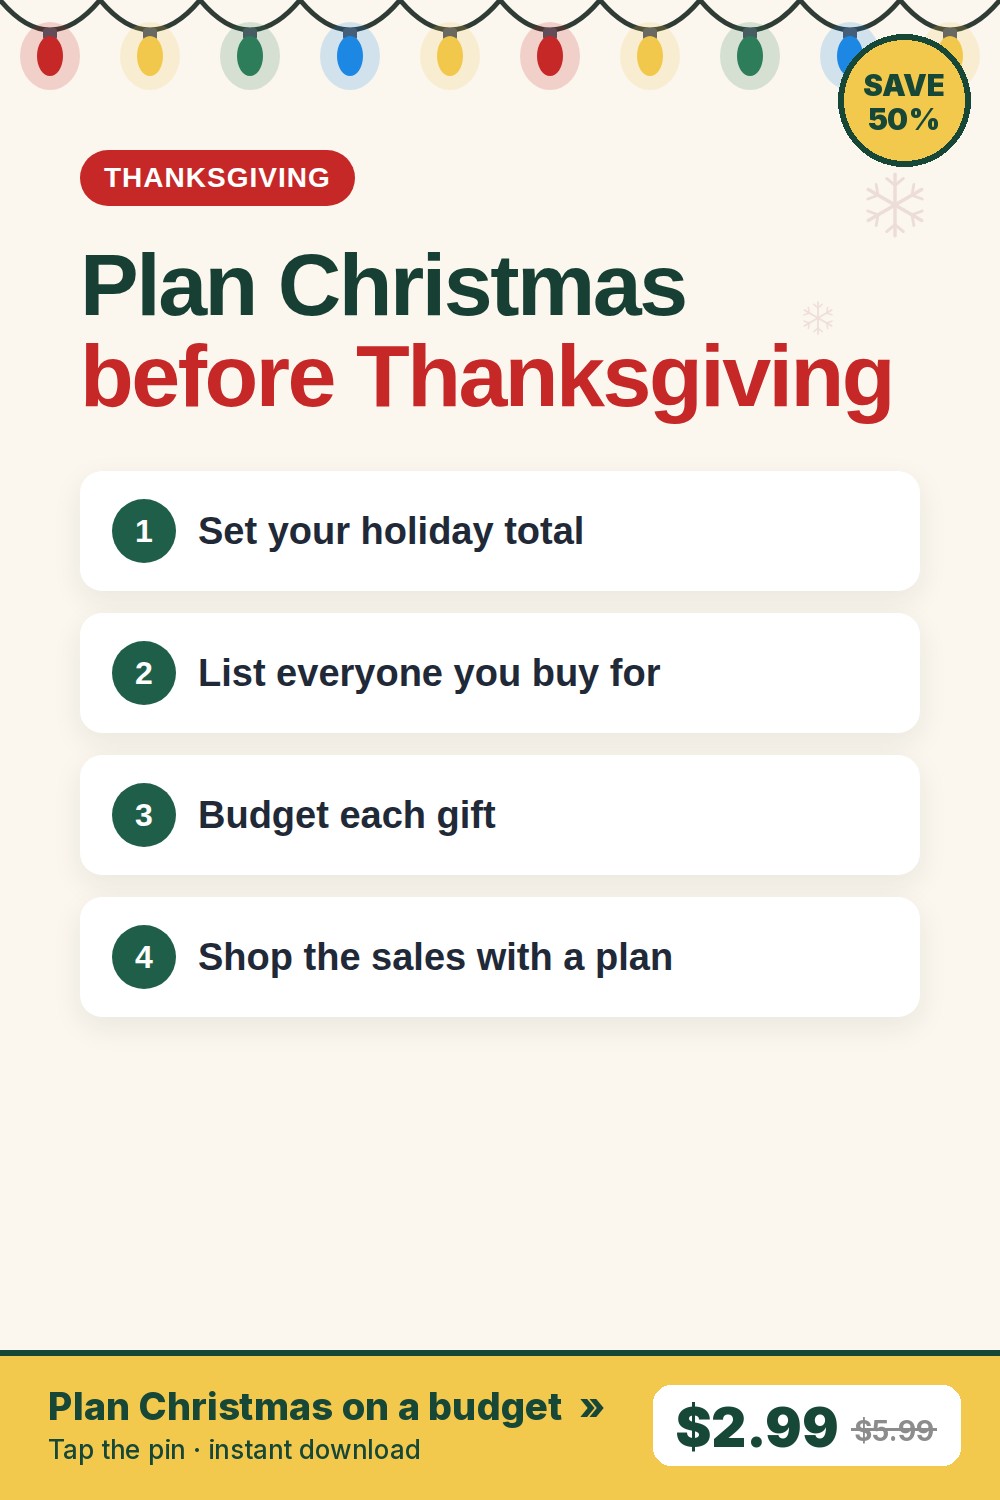 SAVE
50%
THANKSGIVING
Plan Christmas
before Thanksgiving
1 Set your holiday total
2 List everyone you buy for
3 Budget each gift
4 Shop the sales with a plan
Plan Christmas on a budget »
Tap the pin · instant download
$2.99 $5.99